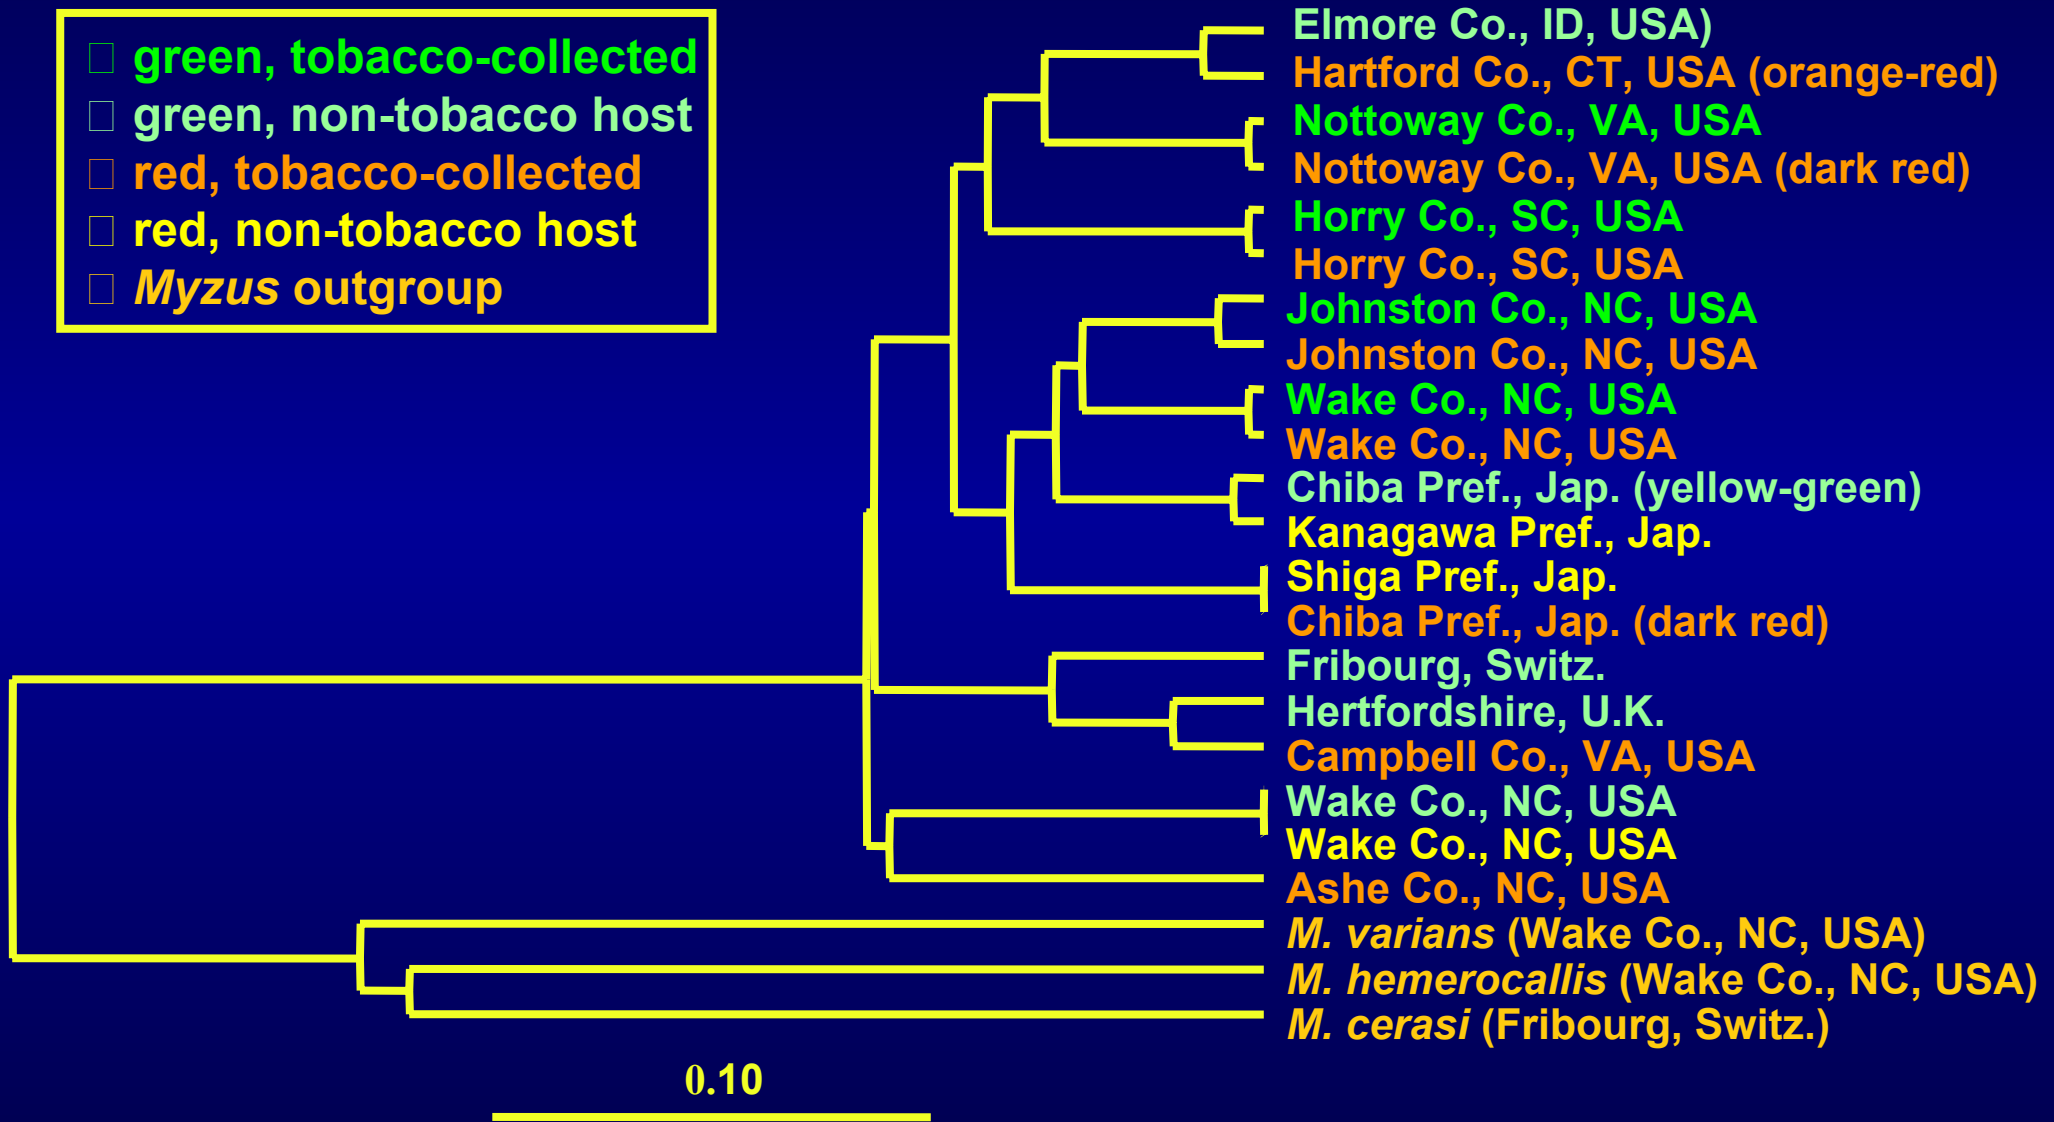 green, tobacco-collected
green, non-tobacco host
red, tobacco-collected
red, non-tobacco host
Myzus outgroup
Elmore Co., ID, USA)
Hartford Co., CT, USA (orange-red)
Nottoway Co., VA, USA
Nottoway Co., VA, USA (dark red)
Horry Co., SC, USA
Horry Co., SC, USA
Johnston Co., NC, USA
Johnston Co., NC, USA
Wake Co., NC, USA
Wake Co., NC, USA
Chiba Pref., Jap. (yellow-green)
Kanagawa Pref., Jap.
Shiga Pref., Jap.
Chiba Pref., Jap. (dark red)
Fribourg, Switz.
Hertfordshire, U.K.
Campbell Co., VA, USA
Wake Co., NC, USA
Wake Co., NC, USA
Ashe Co., NC, USA
M. varians (Wake Co., NC, USA)
M. hemerocallis (Wake Co., NC, USA)
M. cerasi (Fribourg, Switz.)
0.10